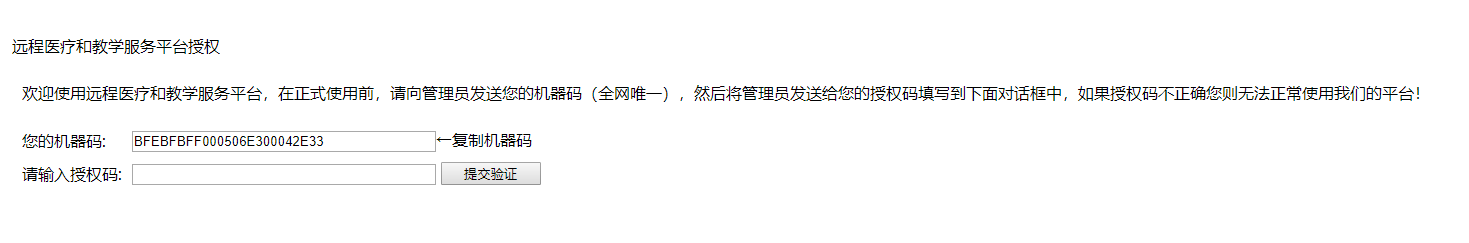 远程医疗和教学服务平台授权
欢迎使用远程医疗和教学服务平台，在正式使用前，请向管理员发送您的机器码（全网唯一），然后将管理员发送给您的授权码填写到下面对话框中，如果授权码不正确您则无法正常使用我们的平台！
您的机器码： BFEBFBFF000506E300042E33 ←复制机器码
请输入授权码： 提交验证